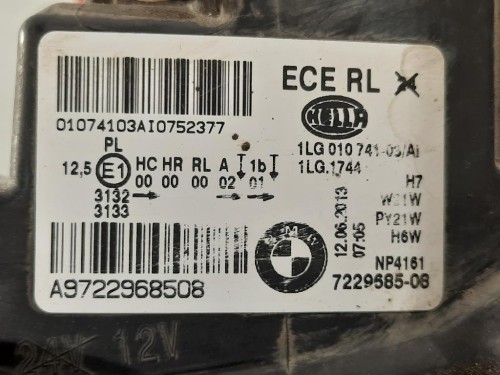 ECE RL
01074103AI0752377
HELLA
PL
1LG 010 741-03/AI
1LG.1744
12,5 E1 HC HR RL A 1b
00 00 00 02 01
3132
3133
H7
W21W
PY21W
H6W
12.06.2013
07:05
BMW
NP4161
7229685-08
A9722968508
24V 12V